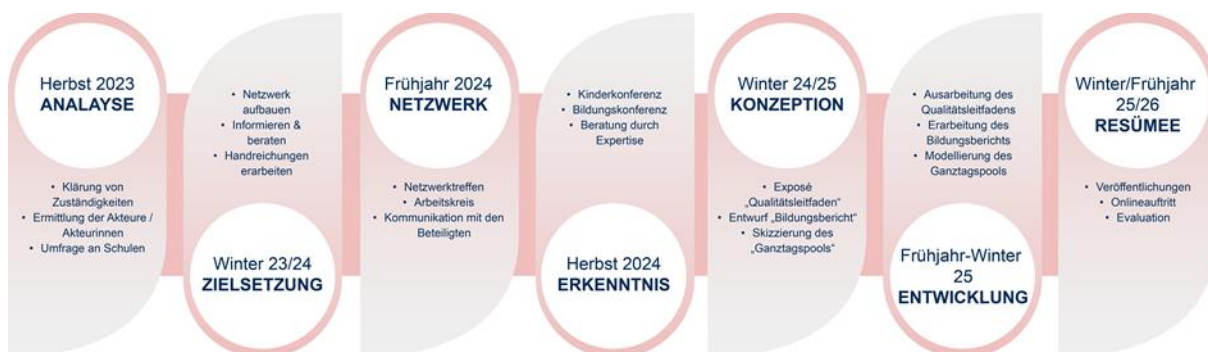 Herbst 2023
ANALAYSE
• Klärung von
Zuständigkeiten
• Ermittlung der Akteure /
Akteurinnen
• Umfrage an Schulen
• Netzwerk
aufbauen
• Informieren &
beraten
• Handreichungen
erarbeiten
Winter 23/24
ZIELSETZUNG
Frühjahr 2024
NETZWERK
• Netzwerktreffen
• Arbeitskreis
• Kommunikation mit den
Beteiligten
• Kinderkonferenz
• Bildungskonferenz
• Beratung durch
Expertise
Herbst 2024
ERKENNTNIS
Winter 24/25
KONZEPTION
• Exposé
„Qualitätsleitfaden“
• Entwurf „Bildungsbericht“
• Skizzierung des
„Ganztagspools“
• Ausarbeitung des
Qualitätsleitfadens
• Erarbeitung des
Bildungsberichts
• Modellierung des
Ganztagspools
Frühjahr-Winter
25
ENTWICKLUNG
Winter/Frühjahr
25/26
RESÜMEE
• Veröffentlichungen
• Onlineauftritt
• Evaluation